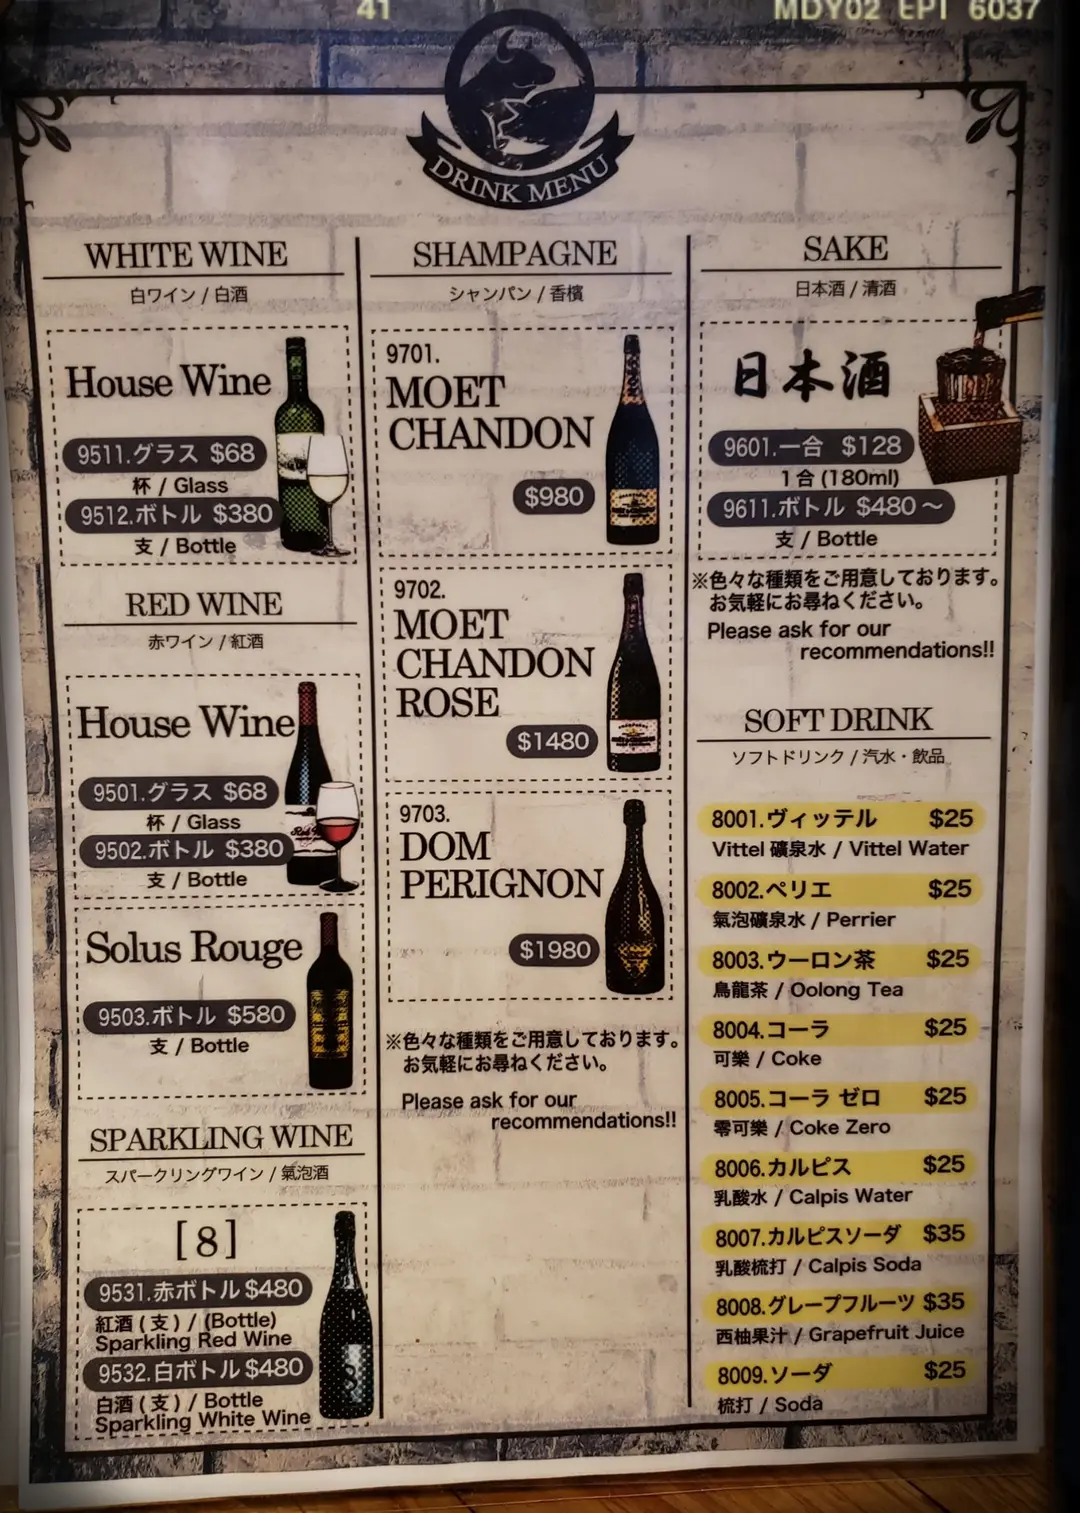 41
MDY02 EPI 6037
DRINK MENU
WHITE WINE
白ワイン / 白酒
House Wine
9511.グラス $68
杯 / Glass
9512.ボトル $380
支 / Bottle
RED WINE
赤ワイン / 紅酒
House Wine
9501.グラス $68
杯 / Glass
9502.ボトル $380
支 / Bottle
Solus Rouge
9503.ボトル $580
支 / Bottle
SPARKLING WINE
スパークリングワイン / 氣泡酒
[8]
9531.赤ボトル $480
紅酒 ( 支 ) / (Bottle)
Sparkling Red Wine
9532.白ボトル $480
白酒 ( 支 ) / Bottle
Sparkling White Wine
SHAMPAGNE
シャンパン / 香檳
9701.
MOET
CHANDON
$980
9702.
MOET
CHANDON
ROSE
$1480
9703.
DOM
PERIGNON
$1980
※色々な種類をご用意しております。
お気軽にお尋ねください。
Please ask for our
recommendations!!
SAKE
日本酒 / 清酒
日本酒
9601.一合 $128
1 合 (180ml)
9611.ボトル $480～
支 / Bottle
※色々な種類をご用意しております。
お気軽にお尋ねください。
Please ask for our
recommendations!!
SOFT DRINK
ソフトドリンク / 汽水・飲品
8001.ヴィッテル $25
Vittel 礦泉水 / Vittel Water
8002.ペリエ $25
氣泡礦泉水 / Perrier
8003.ウーロン茶 $25
烏龍茶 / Oolong Tea
8004.コーラ $25
可樂 / Coke
8005.コーラ ゼロ $25
零可樂 / Coke Zero
8006.カルピス $25
乳酸水 / Calpis Water
8007.カルピスソーダ $35
乳酸梳打 / Calpis Soda
8008.グレープフルーツ $35
西柚果汁 / Grapefruit Juice
8009.ソーダ $25
梳打 / Soda